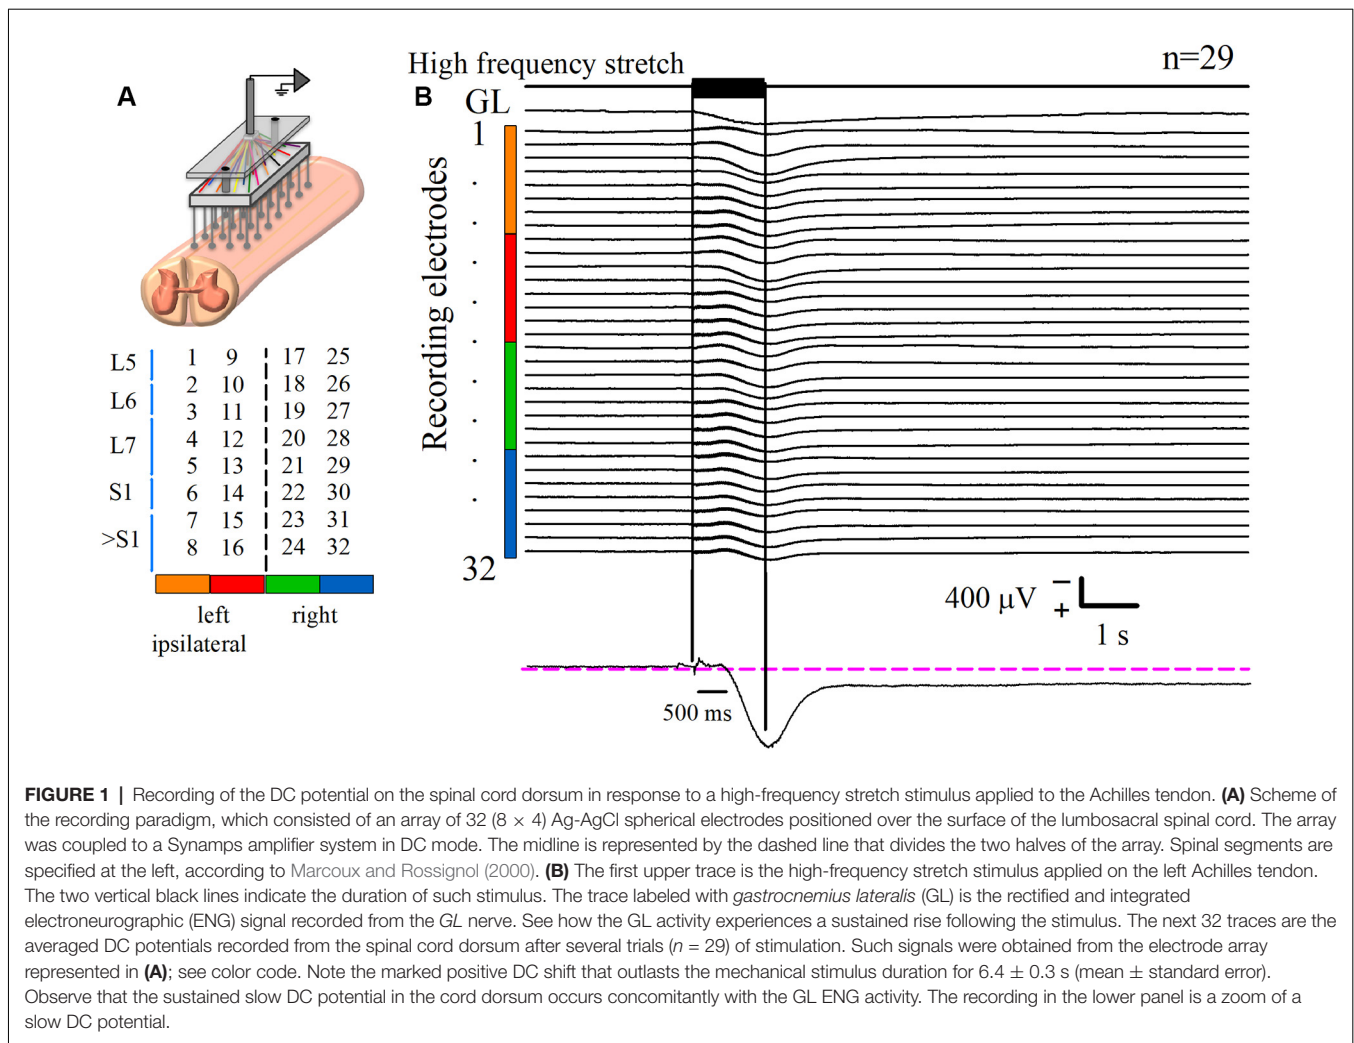 A
L5
L6
L7
S1
>S1
1 9 17 25
2 10 18 26
3 11 19 27
4 12 20 28
5 13 21 29
6 14 22 30
7 15 23 31
8 16 24 32
left right
ipsilateral
B
High frequency stretch
n=29
GL
1
Recording electrodes
32
400 μV
−
+
1 s
500 ms
FIGURE 1 | Recording of the DC potential on the spinal cord dorsum in response to a high-frequency stretch stimulus applied to the Achilles tendon. (A) Scheme of
the recording paradigm, which consisted of an array of 32 (8 × 4) Ag-AgCl spherical electrodes positioned over the surface of the lumbosacral spinal cord. The array
was coupled to a Synamps amplifier system in DC mode. The midline is represented by the dashed line that divides the two halves of the array. Spinal segments are
specified at the left, according to Marcoux and Rossignol (2000). (B) The first upper trace is the high-frequency stretch stimulus applied on the left Achilles tendon.
The two vertical black lines indicate the duration of such stimulus. The trace labeled with gastrocnemius lateralis (GL) is the rectified and integrated
electroneurographic (ENG) signal recorded from the GL nerve. See how the GL activity experiences a sustained rise following the stimulus. The next 32 traces are the
averaged DC potentials recorded from the spinal cord dorsum after several trials (n = 29) of stimulation. Such signals were obtained from the electrode array
represented in (A); see color code. Note the marked positive DC shift that outlasts the mechanical stimulus duration for 6.4 ± 0.3 s (mean ± standard error).
Observe that the sustained slow DC potential in the cord dorsum occurs concomitantly with the GL ENG activity. The recording in the lower panel is a zoom of a
slow DC potential.